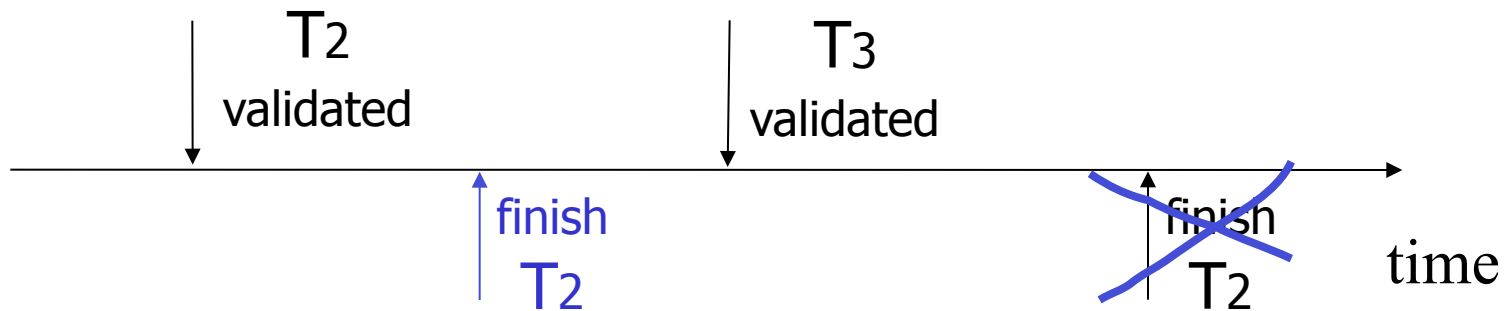 T2
validated
T3
validated
finish
T2
finish
T2
time